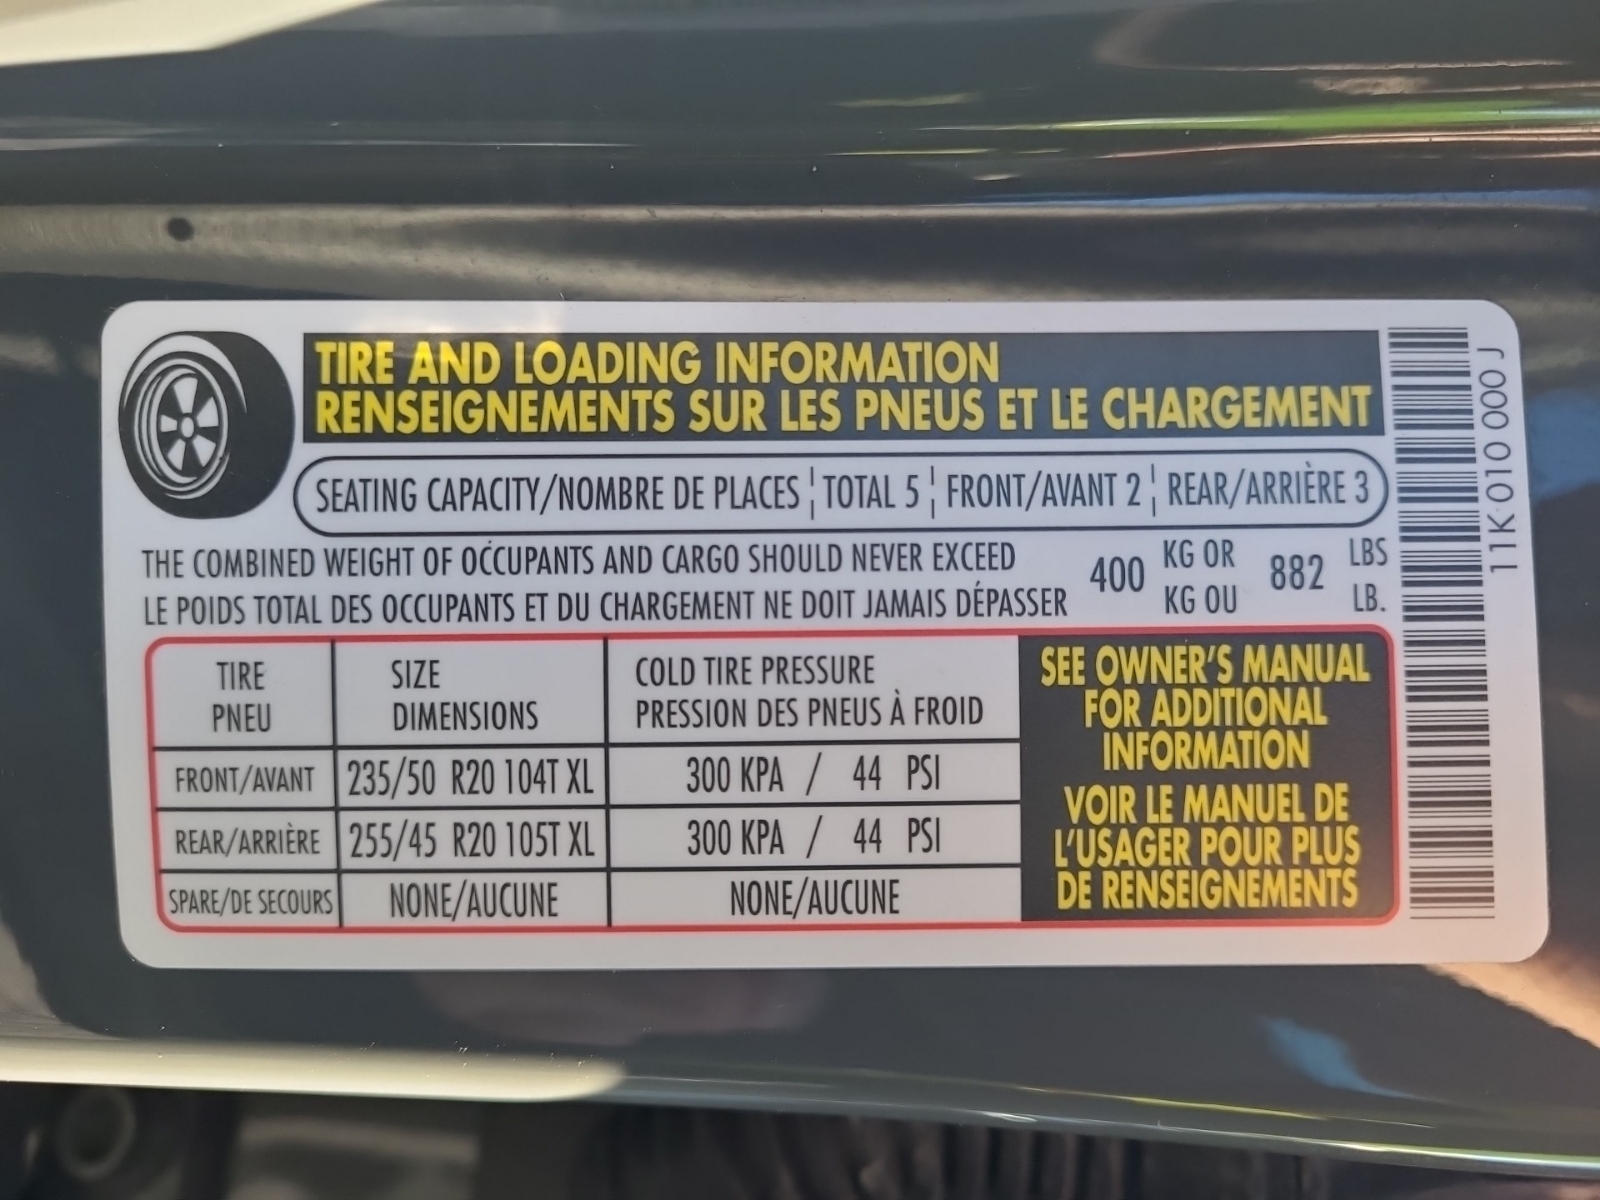 TIRE AND LOADING INFORMATION
RENSEIGNEMENTS SUR LES PNEUS ET LE CHARGEMENT
SEATING CAPACITY/NOMBRE DE PLACES TOTAL 5 FRONT/AVANT 2 REAR/ARRIÈRE 3
THE COMBINED WEIGHT OF OCCUPANTS AND CARGO SHOULD NEVER EXCEED 400 KG OR 882 LBS
LE POIDS TOTAL DES OCCUPANTS ET DU CHARGEMENT NE DOIT JAMAIS DÉPASSER KG OU LB.
TIRE SIZE COLD TIRE PRESSURE
PNEU DIMENSIONS PRESSION DES PNEUS À FROID
FRONT/AVANT 235/50 R20 104T XL 300 KPA / 44 PSI
REAR/ARRIÈRE 255/45 R20 105T XL 300 KPA / 44 PSI
SPARE/DE SECOURS NONE/AUCUNE NONE/AUCUNE
SEE OWNER'S MANUAL
FOR ADDITIONAL
INFORMATION
VOIR LE MANUEL DE
L'USAGER POUR PLUS
DE RENSEIGNEMENTS
11K 010 000 J